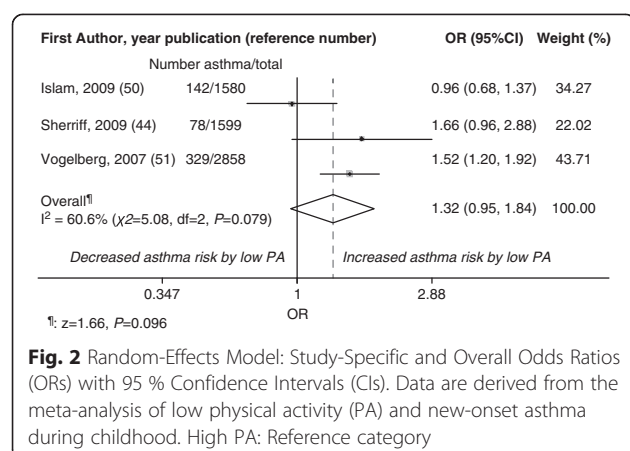 First Author, year publication (reference number) OR (95%CI) Weight (%)
Number asthma/total
Islam, 2009 (50) 142/1580 0.96 (0.68, 1.37) 34.27
Sherriff, 2009 (44) 78/1599 1.66 (0.96, 2.88) 22.02
Vogelberg, 2007 (51) 329/2858 1.52 (1.20, 1.92) 43.71
Overall¶ 1.32 (0.95, 1.84) 100.00
I² = 60.6% (χ2=5.08, df=2, P=0.079)
Decreased asthma risk by low PA Increased asthma risk by low PA
0.347 1 2.88
OR
¶: z=1.66, P=0.096
Fig. 2 Random-Effects Model: Study-Specific and Overall Odds Ratios
(ORs) with 95 % Confidence Intervals (CIs). Data are derived from the
meta-analysis of low physical activity (PA) and new-onset asthma
during childhood. High PA: Reference category